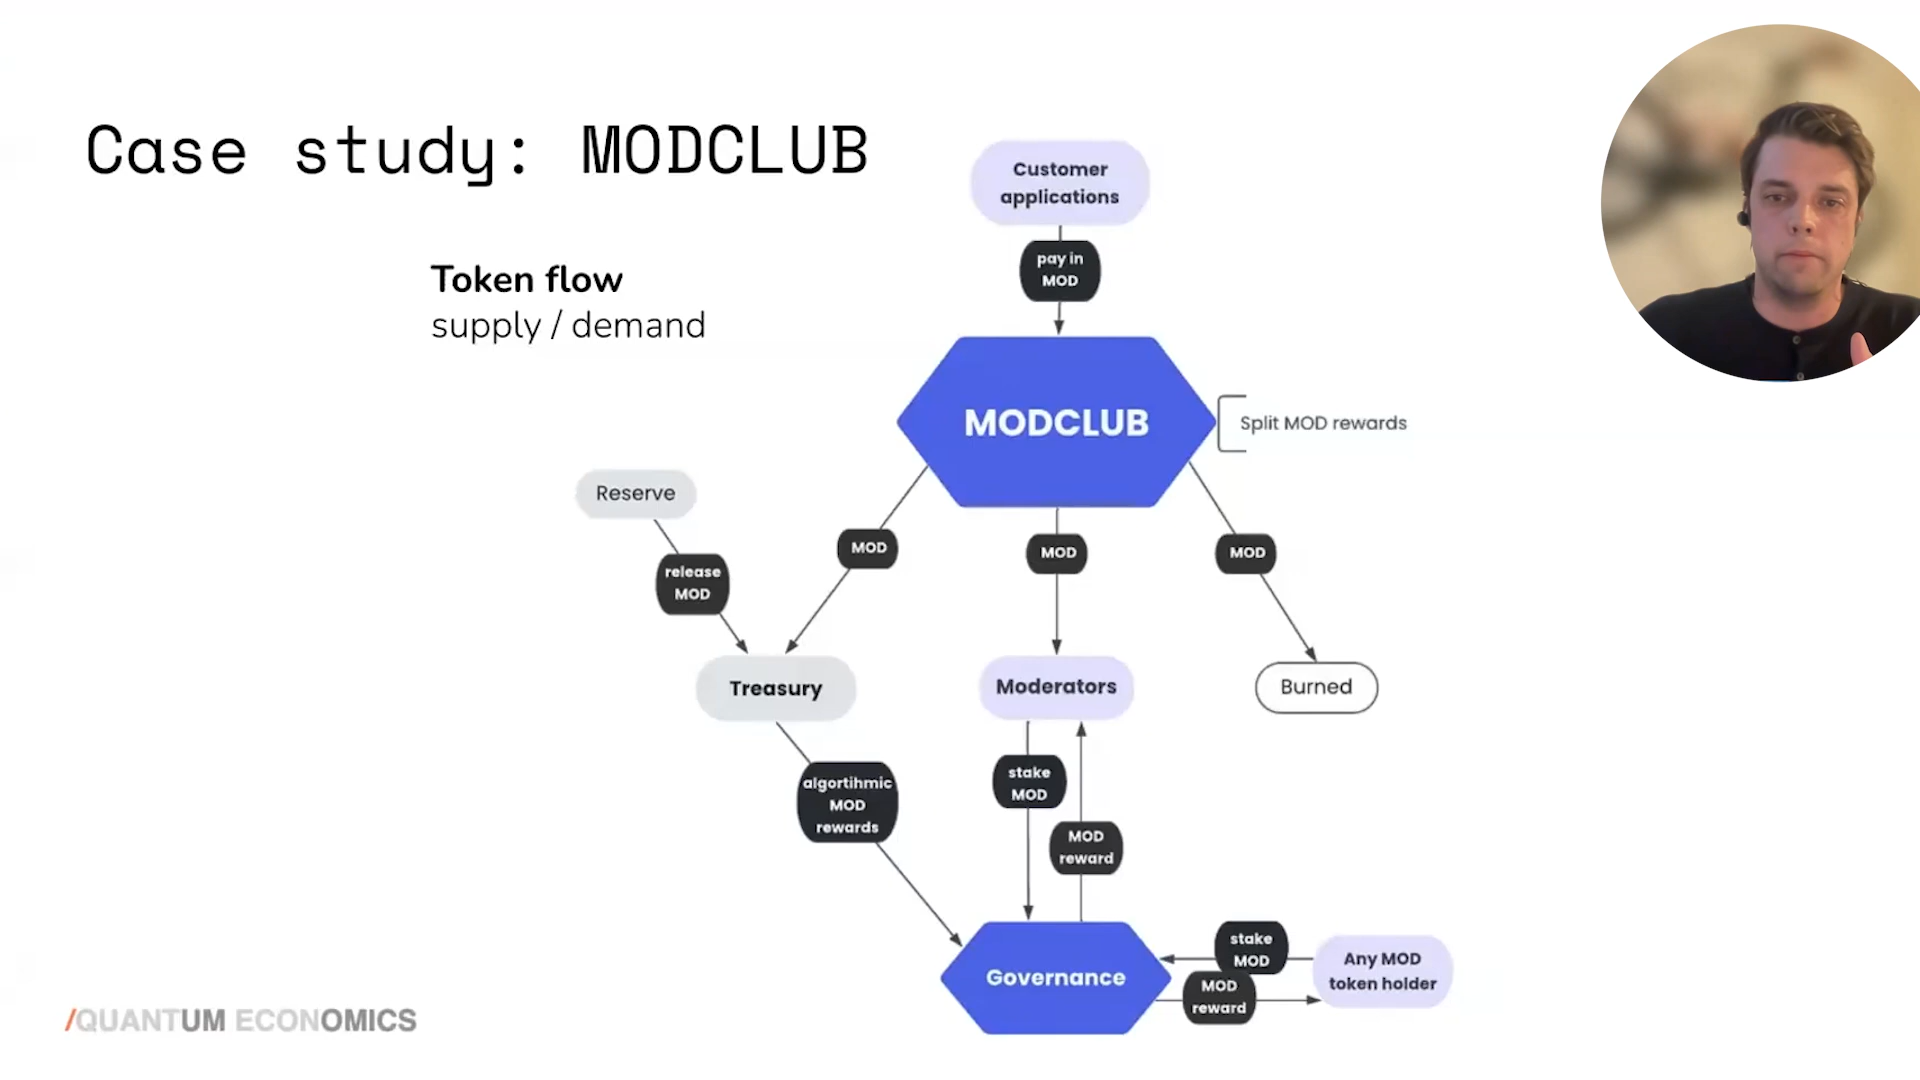 Case study: MODCLUB
Token flow
supply / demand
Customer
applications
pay in
MOD
MODCLUB
Split MOD rewards
Reserve
release
MOD
MOD
MOD
MOD
Treasury
Moderators
Burned
algortihmic
MOD
rewards
stake
MOD
MOD
reward
Governance
stake
MOD
MOD
reward
Any MOD
token holder
/QUANTUM ECONOMICS